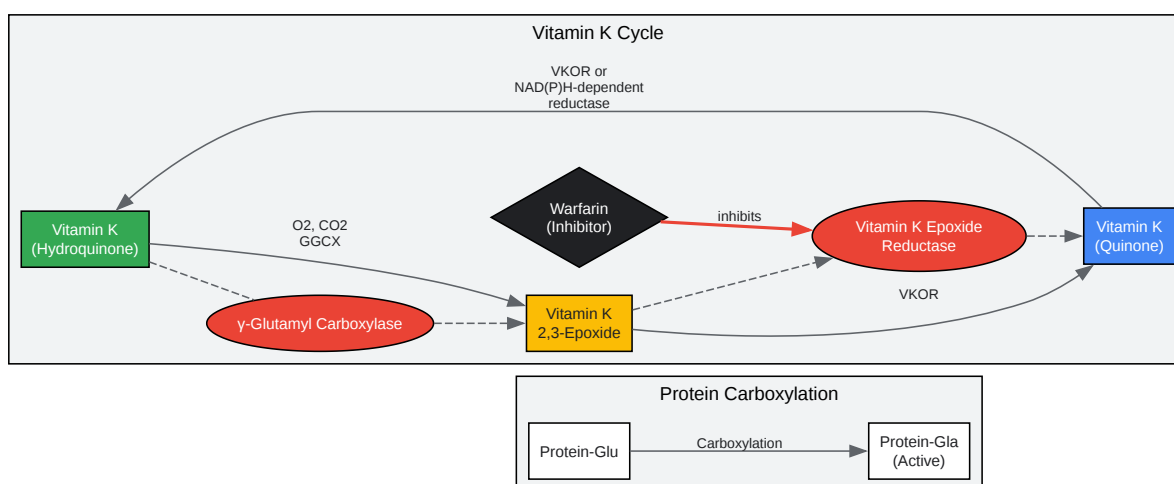 Vitamin K Cycle
VKOR or
NAD(P)H-dependent
reductase
Vitamin K
(Hydroquinone)
O2, CO2
GGCX
Warfarin
(Inhibitor)
inhibits
Vitamin K Epoxide
Reductase
Vitamin K
(Quinone)
γ-Glutamyl Carboxylase
Vitamin K
2,3-Epoxide
VKOR
Protein Carboxylation
Protein-Glu
Carboxylation
Protein-Gla
(Active)